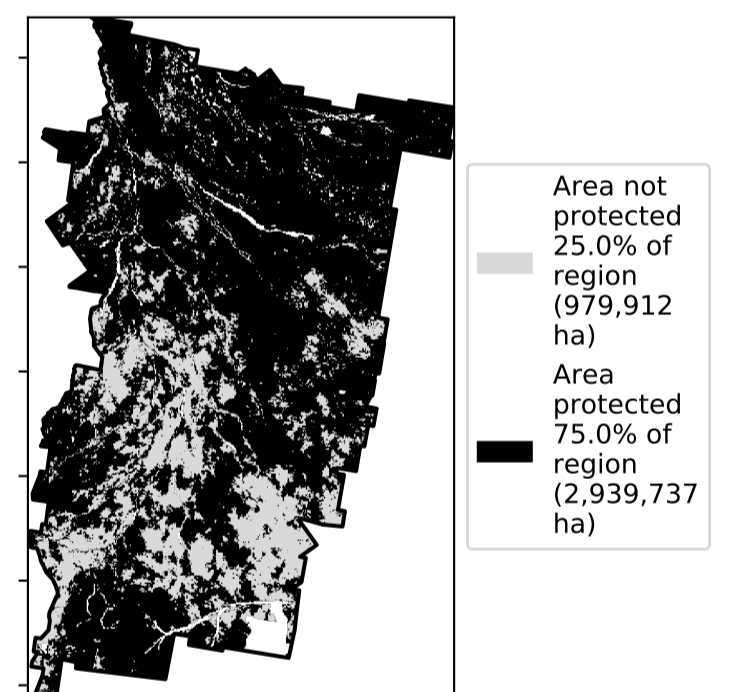 Area not
protected
25.0% of
region
(979,912
ha)
Area
protected
75.0% of
region
(2,939,737
ha)